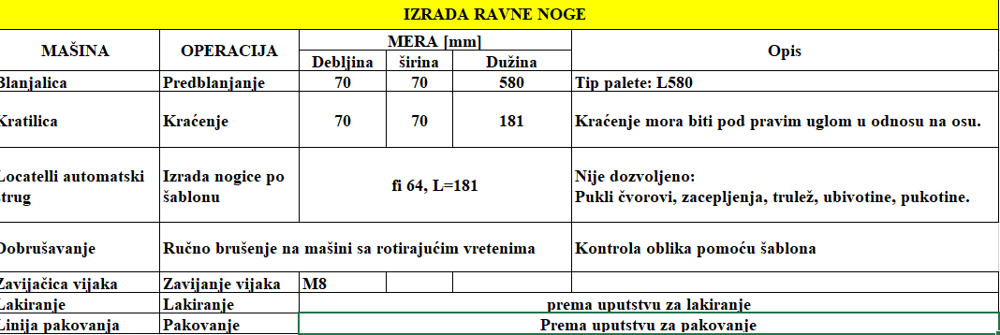 IZRADA RAVNE NOGE
MAŠINA OPERACIJA MERA [mm] Opis
Debljina širina Dužina
Blanjalica Predblanjanje 70 70 580 Tip palete: L580
Kratilica Kraćenje 70 70 181 Kraćenje mora biti pod pravim uglom u odnosu na osu.
Locatelli automatski strug Izrada nogice po šablonu fi 64, L=181 Nije dozvoljeno:
Pukli čvorovi, zacepljenja, trulež, ubivotine, pukotine.
Dobrušavanje Ručno brušenje na mašini sa rotirajućim vretenima Kontrola oblika pomoću šablona
Zavijačica vijaka Zavijanje vijaka M8
Lakiranje Lakiranje prema uputstvu za lakiranje
Linija pakovanja Pakovanje Prema uputstvu za pakovanje